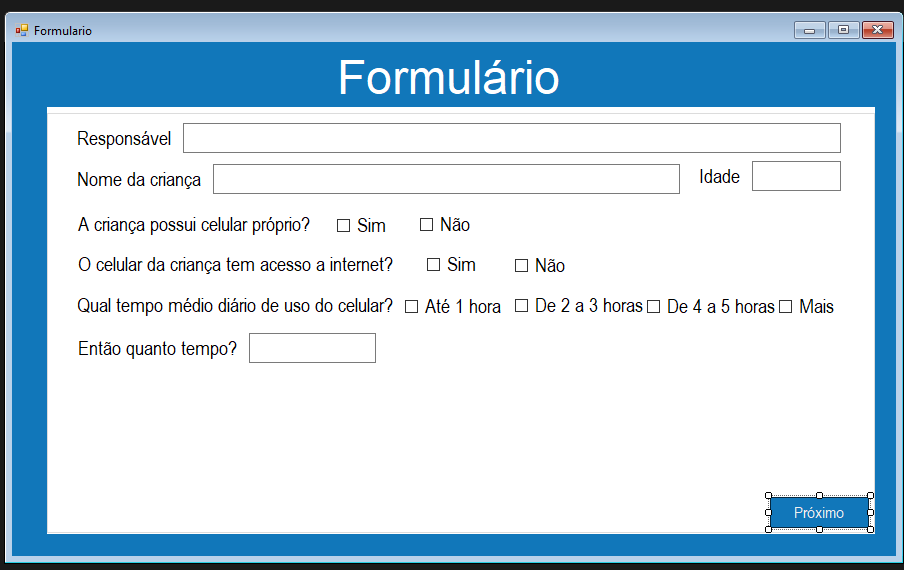 Formulario
Formulário
Responsável
Nome da criança Idade
A criança possui celular próprio? Sim Não
O celular da criança tem acesso a internet? Sim Não
Qual tempo médio diário de uso do celular? Até 1 hora De 2 a 3 horas De 4 a 5 horas Mais
Então quanto tempo?
Próximo